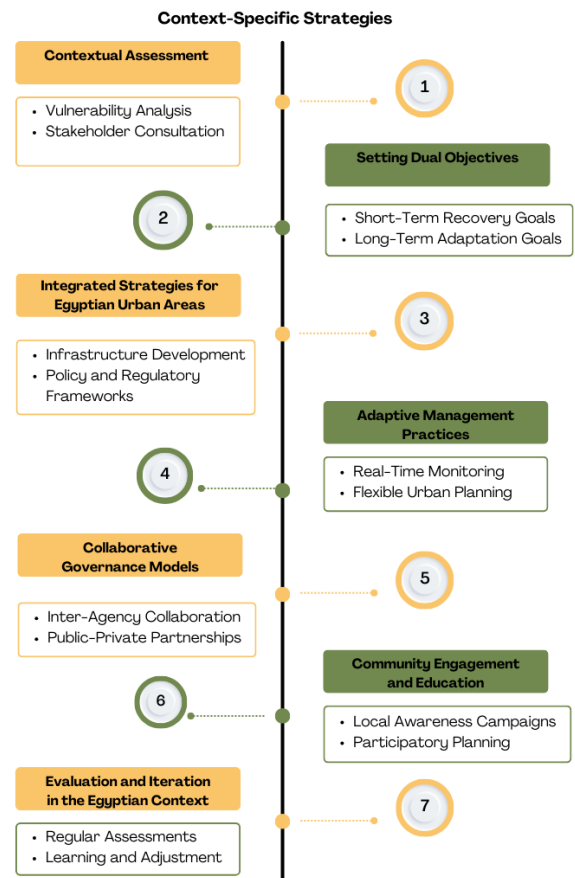 Context-Specific Strategies
Contextual Assessment
1
• Vulnerability Analysis
• Stakeholder Consultation
Setting Dual Objectives
2
• Short-Term Recovery Goals
• Long-Term Adaptation Goals
Integrated Strategies for
Egyptian Urban Areas
3
• Infrastructure Development
• Policy and Regulatory
Frameworks
Adaptive Management
Practices
4
• Real-Time Monitoring
• Flexible Urban Planning
Collaborative
Governance Models
5
• Inter-Agency Collaboration
• Public-Private Partnerships
Community Engagement
and Education
6
• Local Awareness Campaigns
• Participatory Planning
Evaluation and Iteration
in the Egyptian Context
7
• Regular Assessments
• Learning and Adjustment